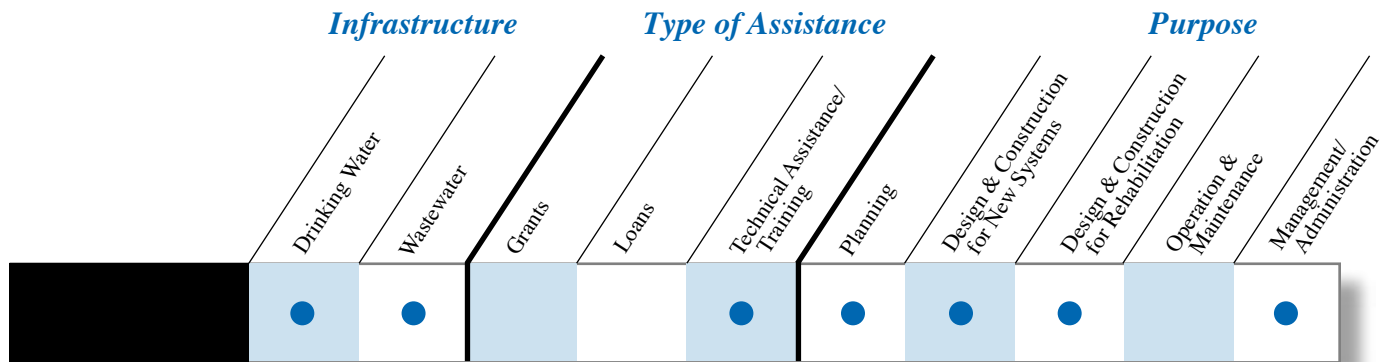 Infrastructure
Type of Assistance
Purpose
Drinking Water
Wastewater
Grants
Loans
Technical Assistance/
Training
Planning
Design & Construction
for New Systems
Design & Construction
for Rehabilitation
Operation &
Maintenance
Management/
Administration